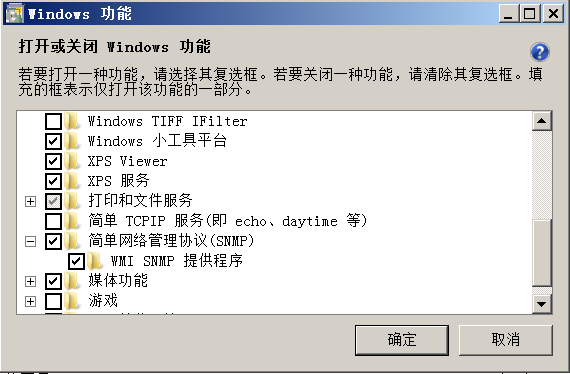 Windows 功能
打开或关闭 Windows 功能
若要打开一种功能，请选择其复选框。若要关闭一种功能，请清除其复选框。填
充的框表示仅打开该功能的一部分。
Windows TIFF IFilter
Windows 小工具平台
XPS Viewer
XPS 服务
打印和文件服务
简单 TCPIP 服务(即 echo、daytime 等)
简单网络管理协议(SNMP)
WMI SNMP 提供程序
媒体功能
游戏
确定 取消